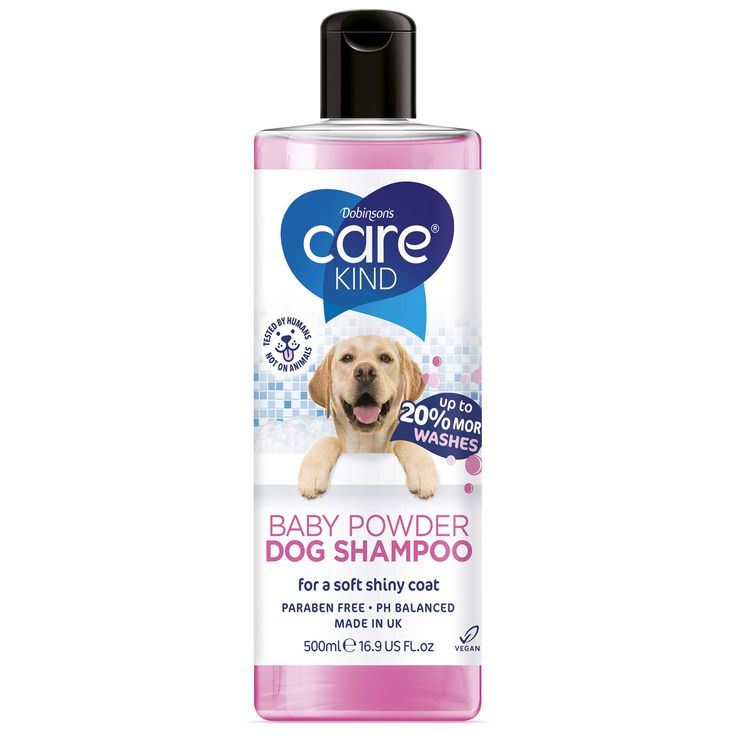 Dobinson's
care®
KIND
TESTED BY HUMANS
NOT ON ANIMALS
up to
20% MOR
WASHES
BABY POWDER
DOG SHAMPOO
for a soft shiny coat
PARABEN FREE • PH BALANCED
MADE IN UK
500ml ℮ 16.9 US FL.oz
VEGAN